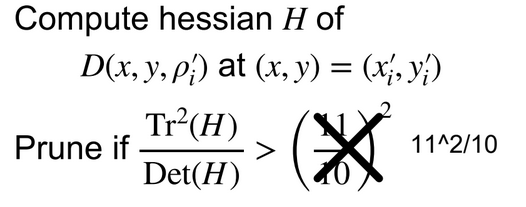 Compute hessian H of
D(x, y, ρ′ᵢ) at (x, y) = (x′ᵢ, y′ᵢ)
Prune if Tr²(H) / Det(H) > (11/10)² 11^2/10